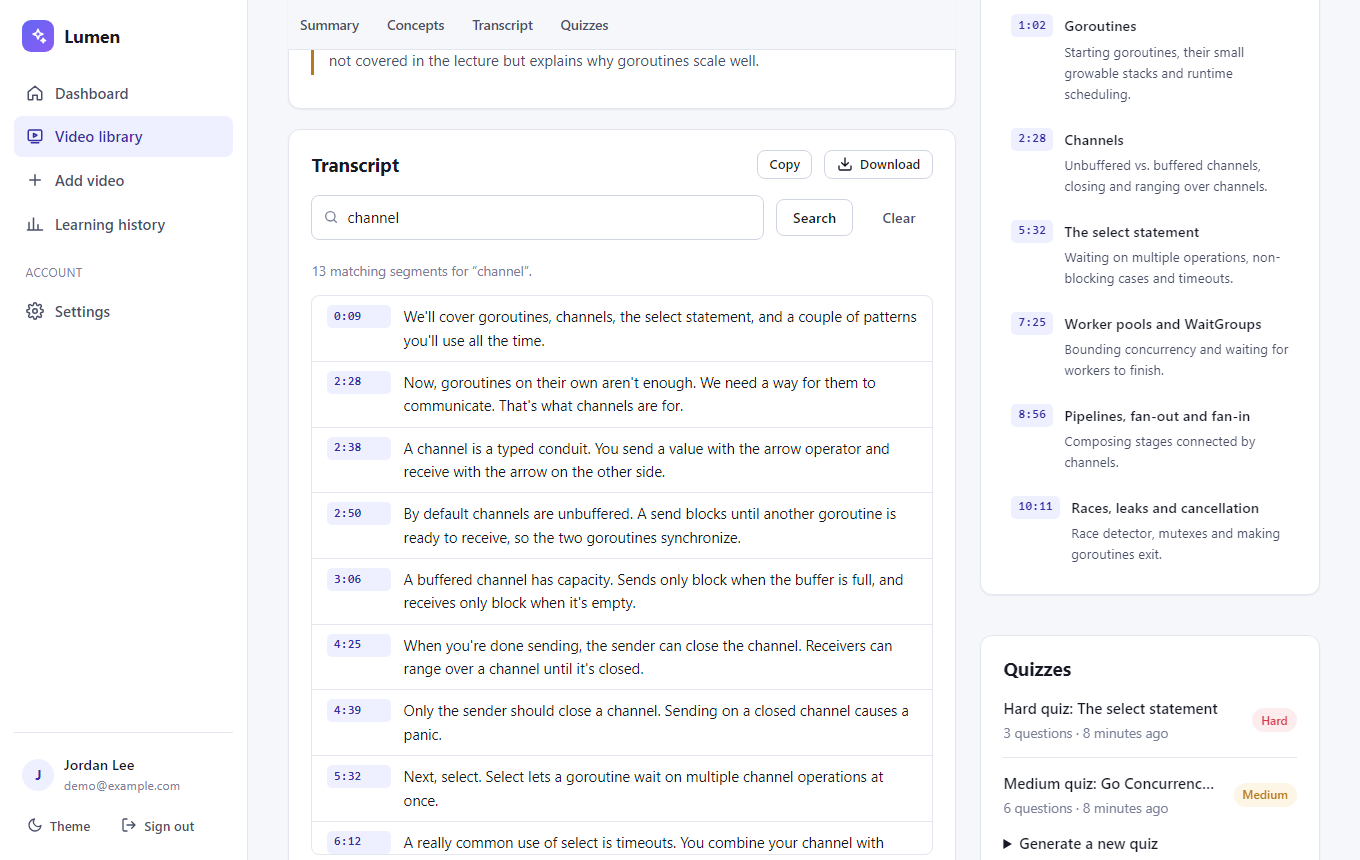 Lumen
Dashboard
Video library
Add video
Learning history
ACCOUNT
Settings
J
Jordan Lee
demo@example.com
Theme
Sign out
Summary
Concepts
Transcript
Quizzes
not covered in the lecture but explains why goroutines scale well.
Transcript
Copy
Download
channel
Search
Clear
13 matching segments for “channel”.
0:09
We'll cover goroutines, channels, the select statement, and a couple of patterns
you'll use all the time.
2:28
Now, goroutines on their own aren't enough. We need a way for them to
communicate. That's what channels are for.
2:38
A channel is a typed conduit. You send a value with the arrow operator and
receive with the arrow on the other side.
2:50
By default channels are unbuffered. A send blocks until another goroutine is
ready to receive, so the two goroutines synchronize.
3:06
A buffered channel has capacity. Sends only block when the buffer is full, and
receives only block when it's empty.
4:25
When you're done sending, the sender can close the channel. Receivers can
range over a channel until it's closed.
4:39
Only the sender should close a channel. Sending on a closed channel causes a
panic.
5:32
Next, select. Select lets a goroutine wait on multiple channel operations at
once.
6:12
A really common use of select is timeouts. You combine your channel with
1:02
Goroutines
Starting goroutines, their small
growable stacks and runtime
scheduling.
2:28
Channels
Unbuffered vs. buffered channels,
closing and ranging over channels.
5:32
The select statement
Waiting on multiple operations, non-
blocking cases and timeouts.
7:25
Worker pools and WaitGroups
Bounding concurrency and waiting for
workers to finish.
8:56
Pipelines, fan-out and fan-in
Composing stages connected by
channels.
10:11
Races, leaks and cancellation
Race detector, mutexes and making
goroutines exit.
Quizzes
Hard quiz: The select statement
3 questions · 8 minutes ago
Hard
Medium quiz: Go Concurrenc...
6 questions · 8 minutes ago
Medium
Generate a new quiz